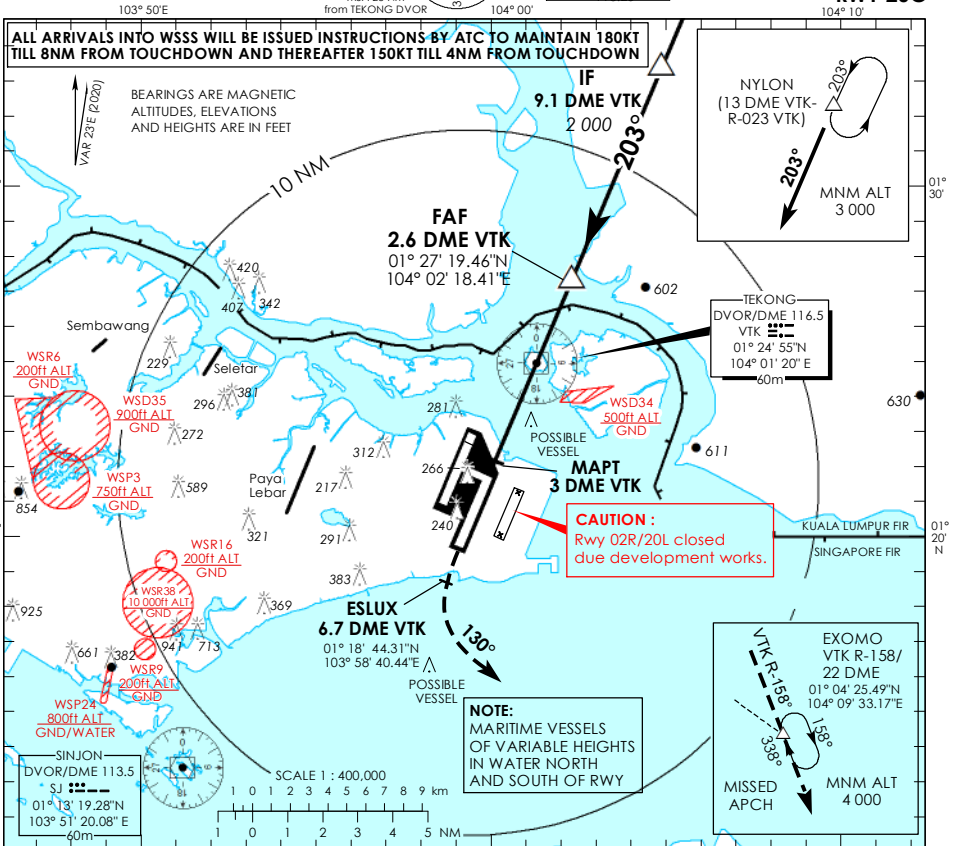 from TEKONG DVOR
103° 50'E
104° 00'
104° 10'
ALL ARRIVALS INTO WSSS WILL BE ISSUED INSTRUCTIONS BY ATC TO MAINTAIN 180KT
TILL 8NM FROM TOUCHDOWN AND THEREAFTER 150KT TILL 4NM FROM TOUCHDOWN
VAR 23'E (2020)
BEARINGS ARE MAGNETIC
ALTITUDES, ELEVATIONS
AND HEIGHTS ARE IN FEET
IF
9.1 DME VTK
2 000
203°
NYLON
(13 DME VTK-
R-023 VTK)
203°
203°
MNM ALT
3 000
01°
30'
10 NM
FAF
2.6 DME VTK
01° 27' 19.46"N
104° 02' 18.41"E
420
407
342
602
Sembawang
229
Seletar
TEKONG
DVOR/DME 116.5
VTK
01° 24' 55"N
104° 01' 20" E
60m
0
9
18
27
WSR6
200ft ALT
GND
WSD35
900ft ALT
GND
296
381
281
WSD34
500ft ALT
GND
630
272
312
POSSIBLE
VESSEL
611
WSP3
750ft ALT
GND
854
589
Paya
Lebar
217
266
MAPT
3 DME VTK
240
321
291
CAUTION :
Rwy 02R/20L closed
due development works.
KUALA LUMPUR FIR
SINGAPORE FIR
01°
20'
N
WSR16
200ft ALT
GND
383
WSR38
10 000ft ALT
GND
925
369
ESLUX
6.7 DME VTK
01° 18' 44.31"N
103° 58' 40.44"E
130°
941
713
661
382
WSR9
200ft ALT
GND
POSSIBLE
VESSEL
WSP24
800ft ALT
GND/WATER
NOTE:
MARITIME VESSELS
OF VARIABLE HEIGHTS
IN WATER NORTH
AND SOUTH OF RWY
VTK R-158°
EXOMO
VTK R-158/
22 DME
01° 04' 25.49"N
104° 09' 33.17"E
158°
338°
MISSED
APCH
MNM ALT
4 000
SINJON
DVOR/DME 113.5
SJ
01° 13' 19.28"N
103° 51' 20.08" E
60m
0
9
18
27
SCALE 1 : 400,000
1 0 1 2 3 4 5 6 7 8 9 km
1 0 1 2 3 4 5 NM